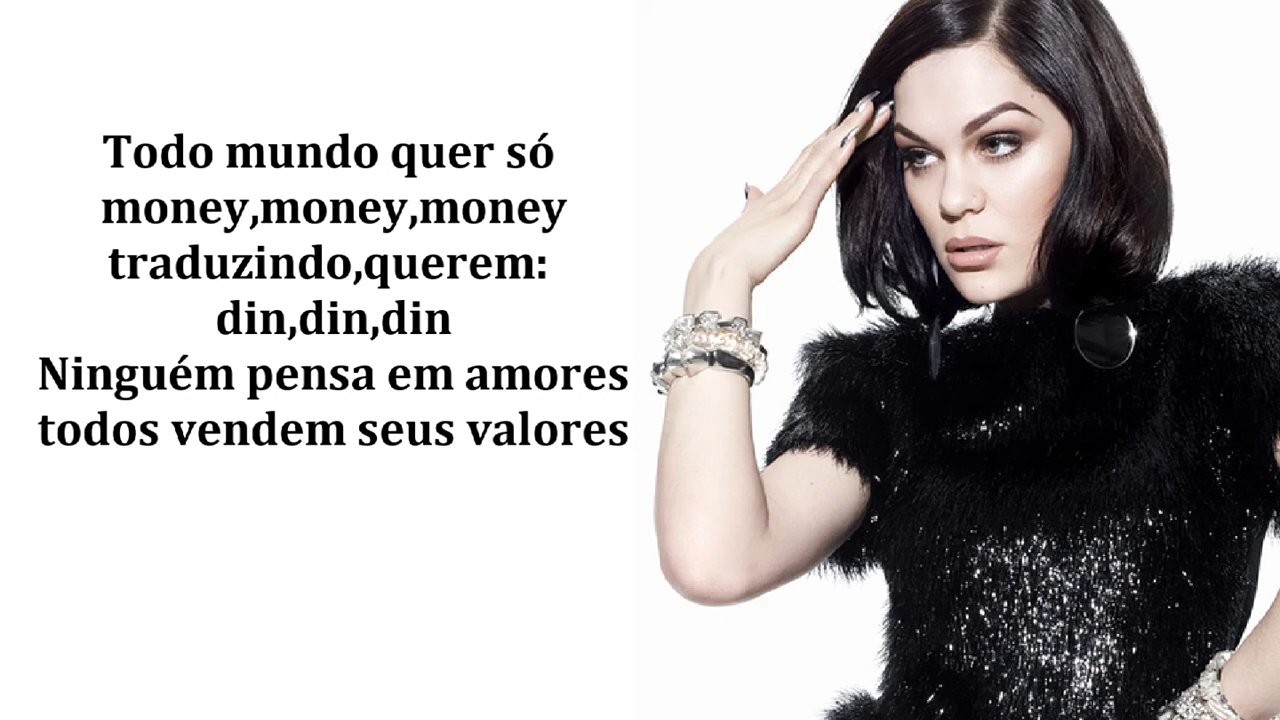 Todo mundo quer só
money,money,money
traduzindo,querem:
din,din,din
Ninguém pensa em amores
todos vendem seus valores